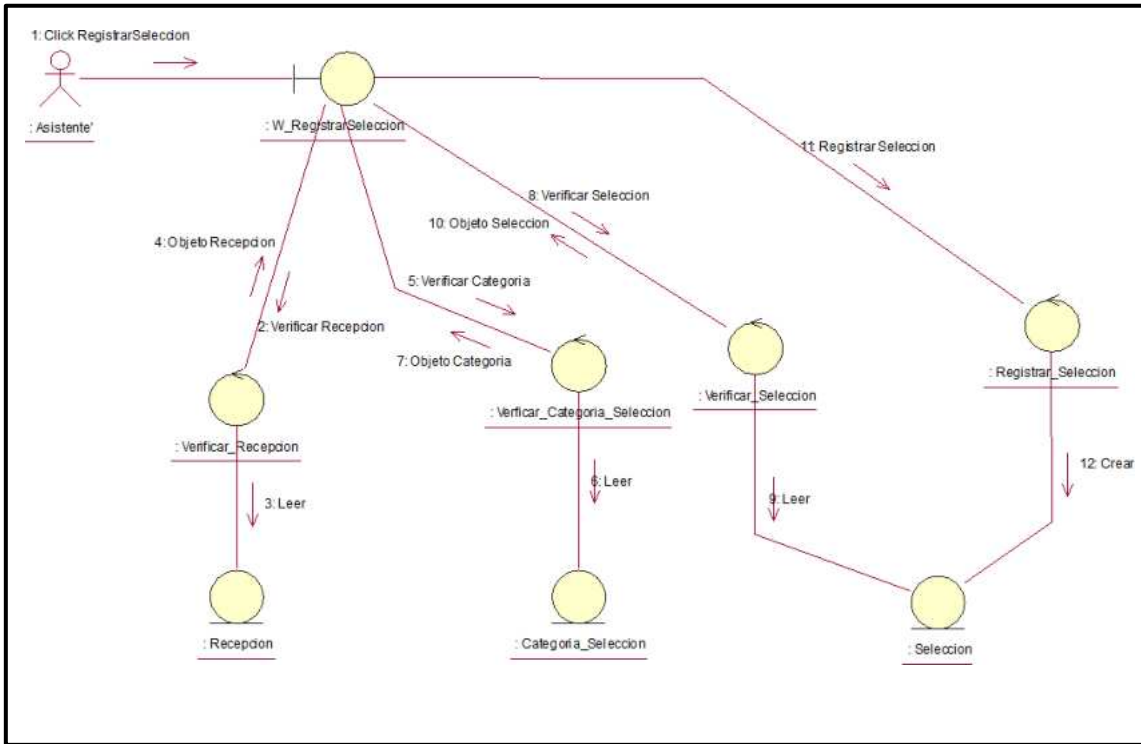 1: Click RegistrarSeleccion
: Asistente'
: W_RegistrarSeleccion
11: RegistrarSeleccion
8: Verificar Seleccion
10: Objeto Seleccion
4: Objeto Recepcion
5: Verificar Categoria
2: Verificar Recepcion
7: Objeto Categoria
: Registrar_Seleccion
: Verificar_Seleccion
: Verficar_Categoria_Seleccion
: Verificar_Recepcion
12: Crear
6: Leer
9: Leer
3: Leer
: Recepcion
: Categoria_Seleccion
: Seleccion